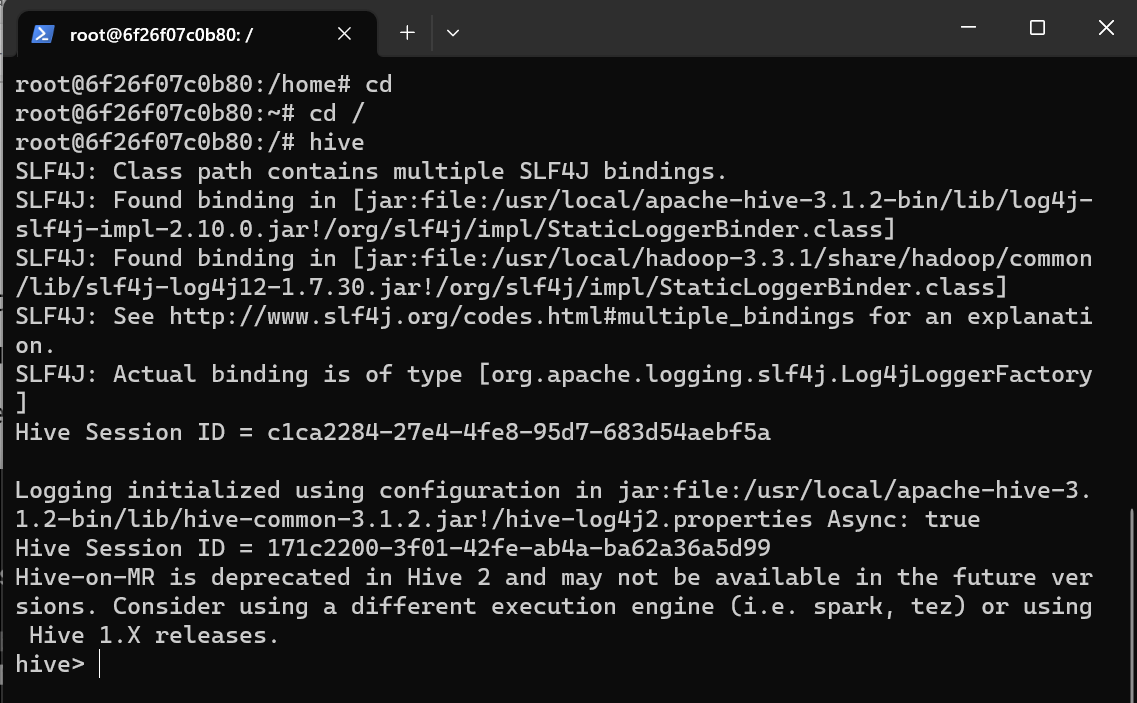 root@6f26f07c0b80: /
root@6f26f07c0b80:/home# cd
root@6f26f07c0b80:~# cd /
root@6f26f07c0b80:/# hive
SLF4J: Class path contains multiple SLF4J bindings.
SLF4J: Found binding in [jar:file:/usr/local/apache-hive-3.1.2-bin/lib/log4j-
slf4j-impl-2.10.0.jar!/org/slf4j/impl/StaticLoggerBinder.class]
SLF4J: Found binding in [jar:file:/usr/local/hadoop-3.3.1/share/hadoop/common
/lib/slf4j-log4j12-1.7.30.jar!/org/slf4j/impl/StaticLoggerBinder.class]
SLF4J: See http://www.slf4j.org/codes.html#multiple_bindings for an explanati
on.
SLF4J: Actual binding is of type [org.apache.logging.slf4j.Log4jLoggerFactory
]
Hive Session ID = c1ca2284-27e4-4fe8-95d7-683d54aebf5a
Logging initialized using configuration in jar:file:/usr/local/apache-hive-3.
1.2-bin/lib/hive-common-3.1.2.jar!/hive-log4j2.properties Async: true
Hive Session ID = 171c2200-3f01-42fe-ab4a-ba62a36a5d99
Hive-on-MR is deprecated in Hive 2 and may not be available in the future ver
sions. Consider using a different execution engine (i.e. spark, tez) or using
 Hive 1.X releases.
hive>